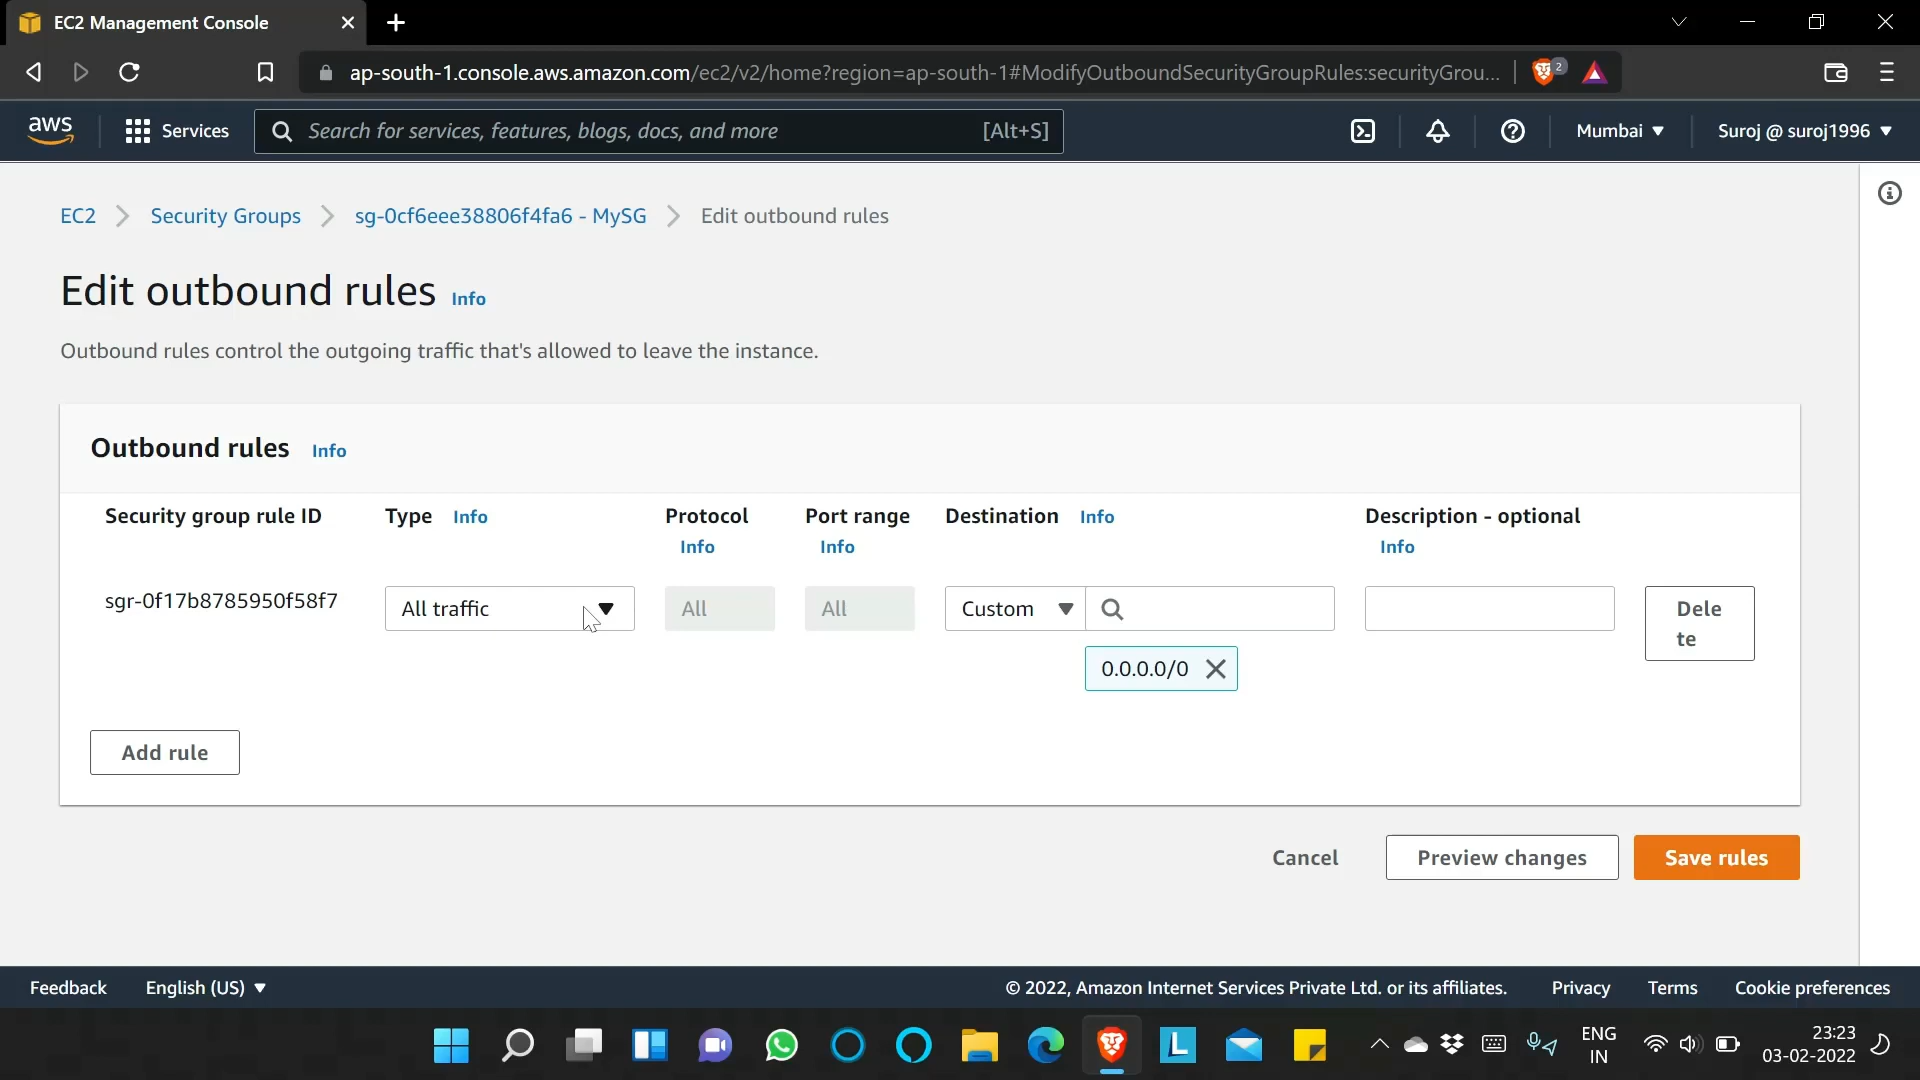 EC2 Management Console
ap-south-1.console.aws.amazon.com/ec2/v2/home?region=ap-south-1#ModifyOutboundSecurityGroupRules:securityGrou...
2
aws
Services
Search for services, features, blogs, docs, and more
[Alt+S]
Mumbai
Suroj @ suroj1996
EC2
Security Groups
sg-0cf6eee38806f4fa6 - MySG
Edit outbound rules
Edit outbound rules Info
Outbound rules control the outgoing traffic that's allowed to leave the instance.
Outbound rules Info
Security group rule ID
Type Info
Protocol
Info
Port range
Info
Destination Info
Description - optional
Info
sgr-0f17b8785950f58f7
All traffic
All
All
Custom
0.0.0.0/0
Dele
te
Add rule
Cancel
Preview changes
Save rules
Feedback
English (US)
© 2022, Amazon Internet Services Private Ltd. or its affiliates.
Privacy
Terms
Cookie preferences
L
ENG
IN
23:23
03-02-2022